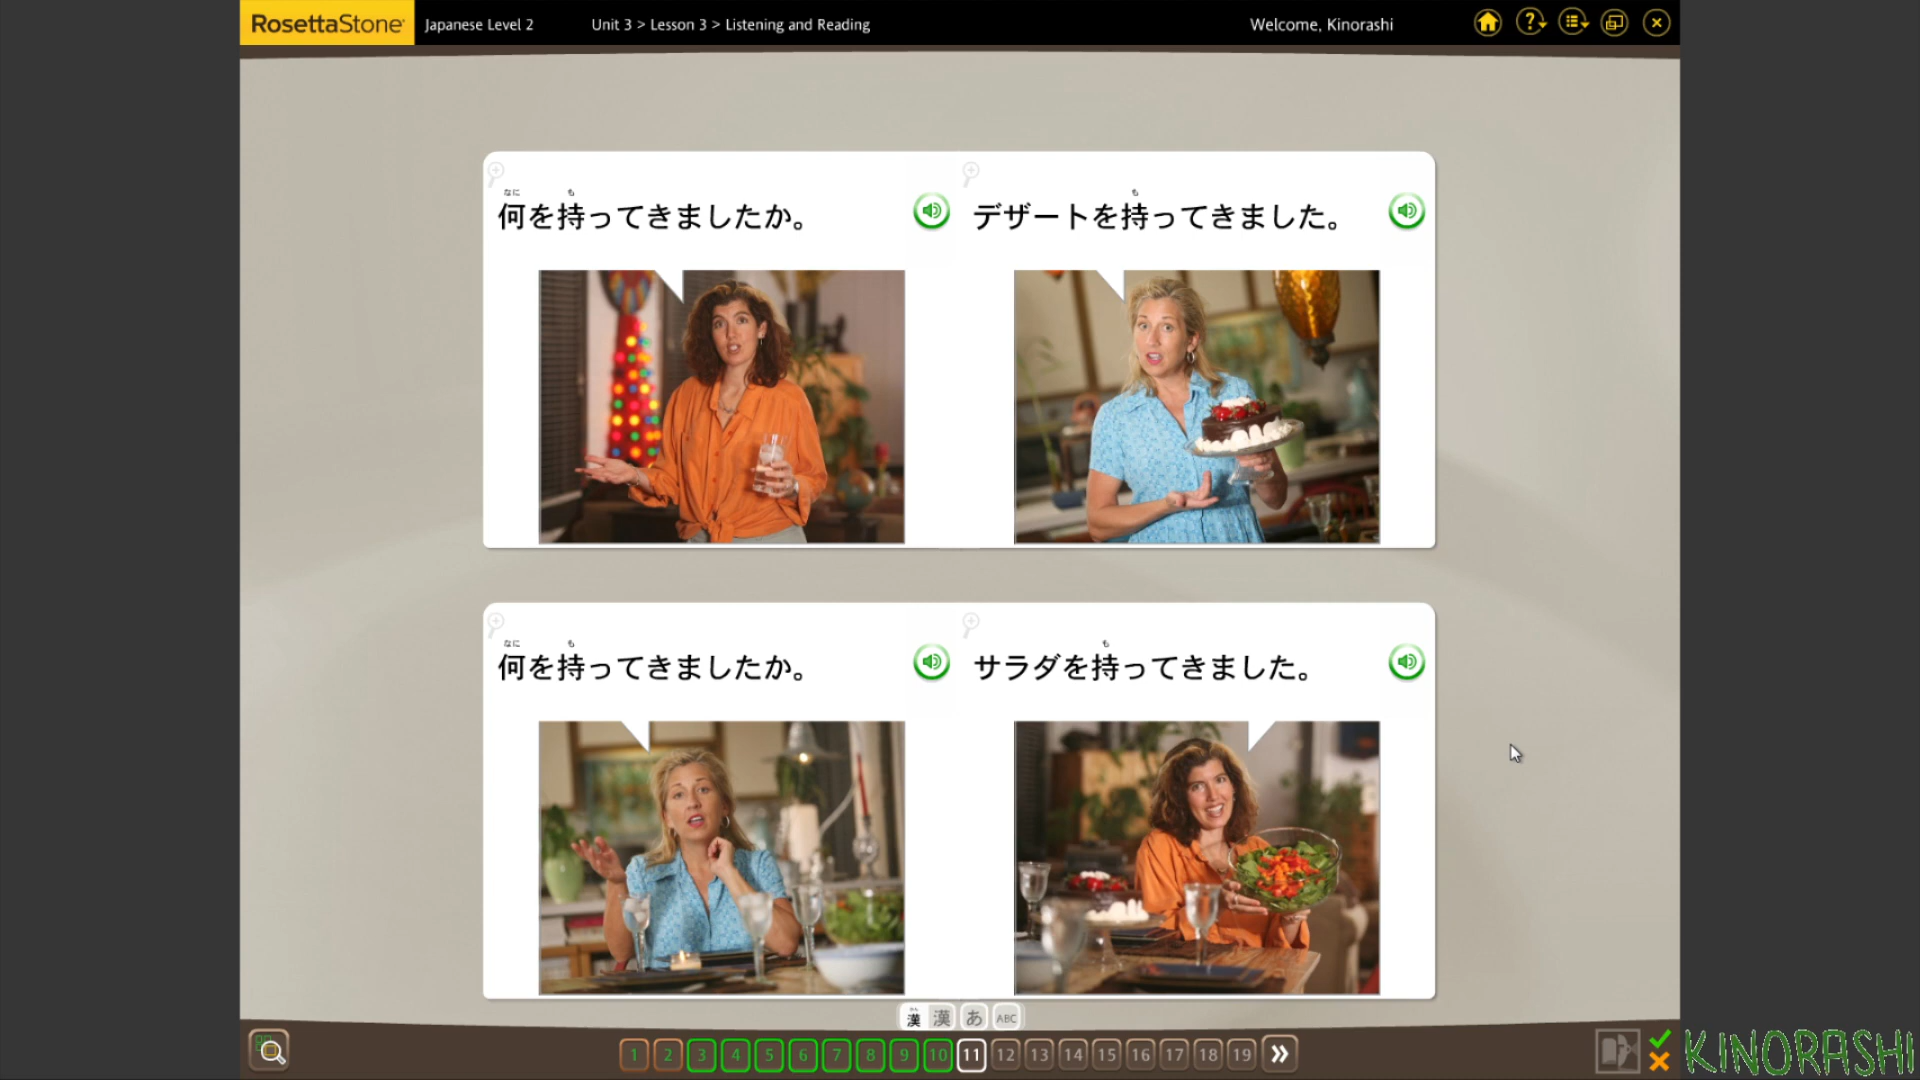 RosettaStone Japanese Level 2 Unit 3 > Lesson 3 > Listening and Reading Welcome, Kinorashi
なに も
何を持ってきましたか。
も
デザートを持ってきました。
なに も
何を持ってきましたか。
も
サラダを持ってきました。
かん
漢 漢 あ ABC
1 2 3 4 5 6 7 8 9 10 11 12 13 14 15 16 17 18 19
KINORASHI